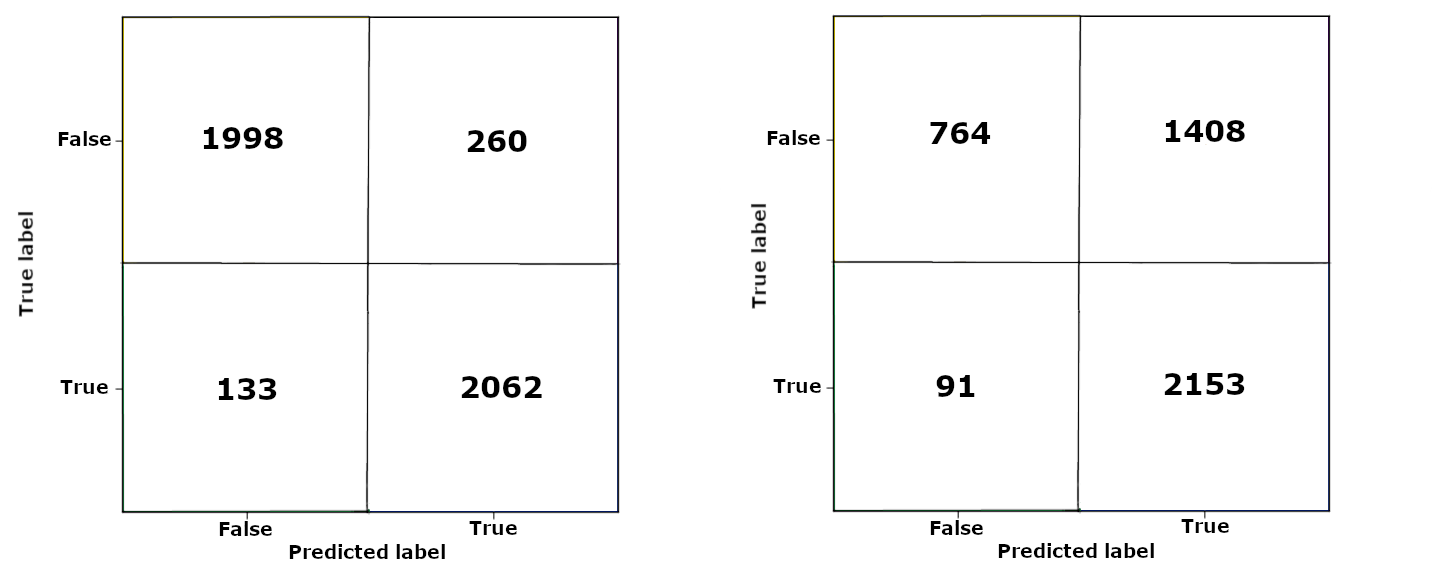 1998 260
False
True label
133 2062
True
False True
Predicted label
764 1408
False
True label
91 2153
True
False True
Predicted label